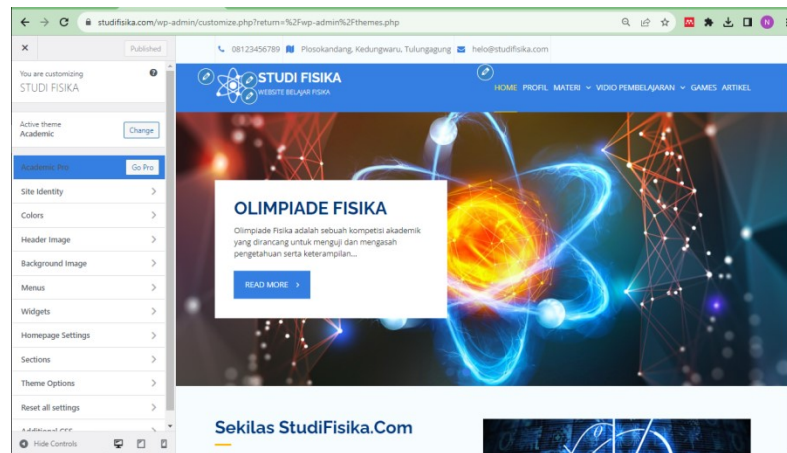 studifisika.com/wp-admin/customize.php?return=%2Fwp-admin%2Fthemes.php
N
Published
08123456789 Plosokandang, Kedungwaru, Tulungagung helo@studifisika.com
You are customizing
STUDI FISIKA
STUDI FISIKA
WEBSITE BELAJAR FISIKA
HOME PROFIL MATERI VIDIO PEMBELAJARAN GAMES ARTIKEL
Active theme
Academic
Change
Academic Pro
Go Pro
Site Identity
Colors
Header Image
Background Image
Menus
Widgets
Homepage Settings
Sections
Theme Options
Reset all settings
Additional CSS
Hide Controls
OLIMPIADE FISIKA
Olimpiade Fisika adalah sebuah kompetisi akademik
yang dirancang untuk menguji dan mengasah
pengetahuan serta keterampilan...
READ MORE
Sekilas StudiFisika.Com